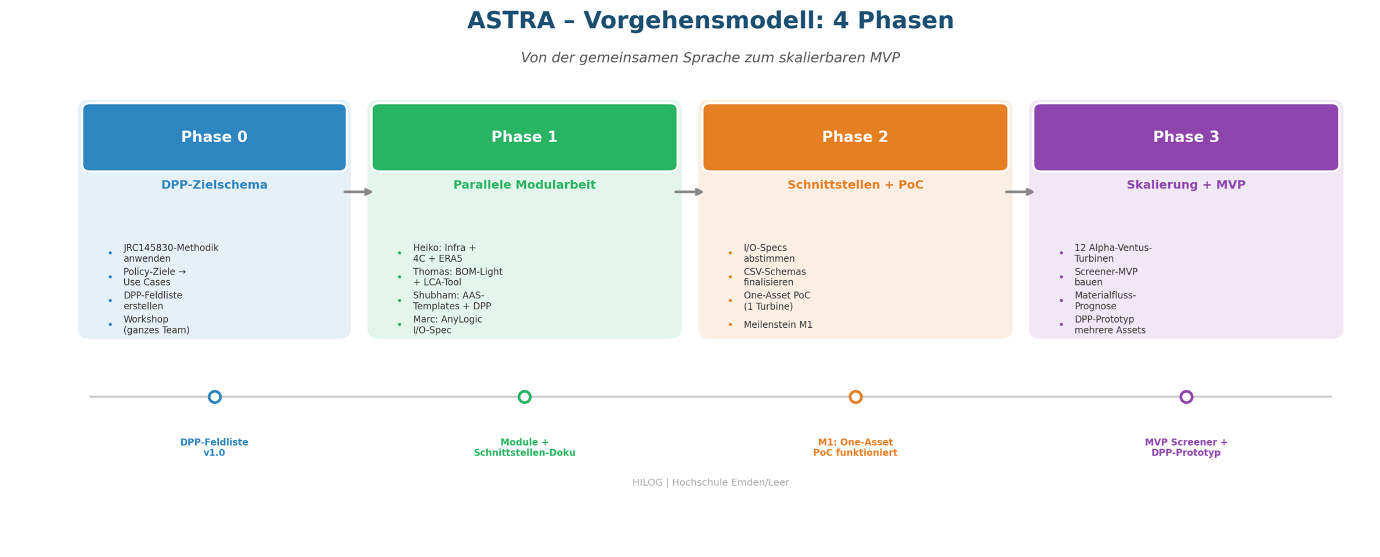 ASTRA – Vorgehensmodell: 4 Phasen
Von der gemeinsamen Sprache zum skalierbaren MVP
Phase 0
DPP-Zielschema
• JRC145830-Methodik
anwenden
• Policy-Ziele →
Use Cases
• DPP-Feldliste
erstellen
• Workshop
(ganzes Team)
Phase 1
Parallele Modularbeit
• Heiko: Infra +
4C + ERA5
• Thomas: BOM-Light
+ LCA-Tool
• Shubham: AAS-
Templates + DPP
• Marc: AnyLogic
I/O-Spec
Phase 2
Schnittstellen + PoC
• I/O-Specs
abstimmen
• CSV-Schemas
finalisieren
• One-Asset PoC
(1 Turbine)
• Meilenstein M1
Phase 3
Skalierung + MVP
• 12 Alpha-Ventus-
Turbinen
• Screener-MVP
bauen
• Materialfluss-
Prognose
• DPP-Prototyp
mehrere Assets
DPP-Feldliste
v1.0
Module +
Schnittstellen-Doku
M1: One-Asset
PoC funktioniert
MVP Screener +
DPP-Prototyp
HILOG | Hochschule Emden/Leer